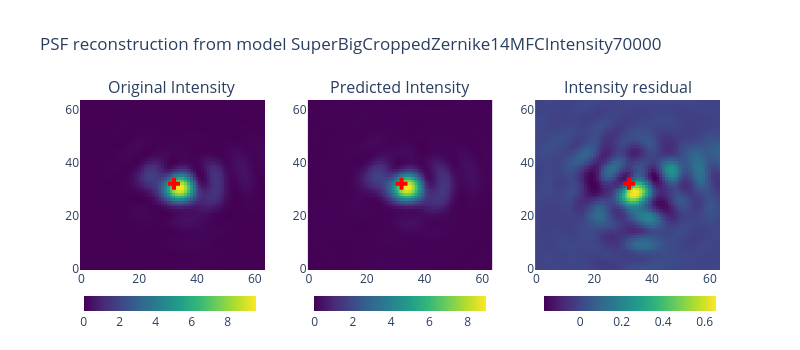 PSF reconstruction from model SuperBigCroppedZernike14MFCIntensity70000
Original Intensity
Predicted Intensity
Intensity residual
60
40
20
0
0 20 40 60
0 2 4 6 8
60
40
20
0
0 20 40 60
0 2 4 6 8
60
40
20
0
0 20 40 60
0 0.2 0.4 0.6